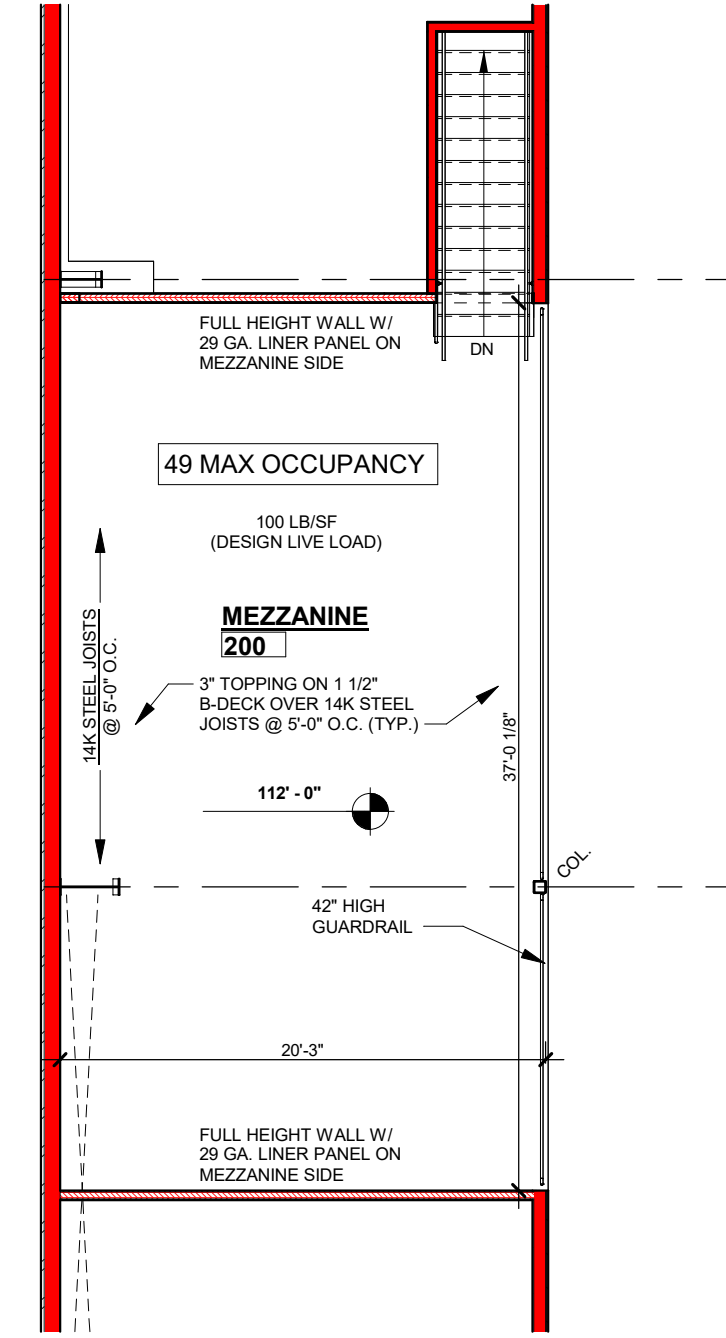 FULL HEIGHT WALL W/
29 GA. LINER PANEL ON
MEZZANINE SIDE
DN
49 MAX OCCUPANCY
100 LB/SF
(DESIGN LIVE LOAD)
14K STEEL JOISTS
@ 5'-0" O.C.
MEZZANINE
200
3" TOPPING ON 1 1/2"
B-DECK OVER 14K STEEL
JOISTS @ 5'-0" O.C. (TYP.)
37'-0 1/8"
112' - 0"
COL.
42" HIGH
GUARDRAIL
20'-3"
FULL HEIGHT WALL W/
29 GA. LINER PANEL ON
MEZZANINE SIDE